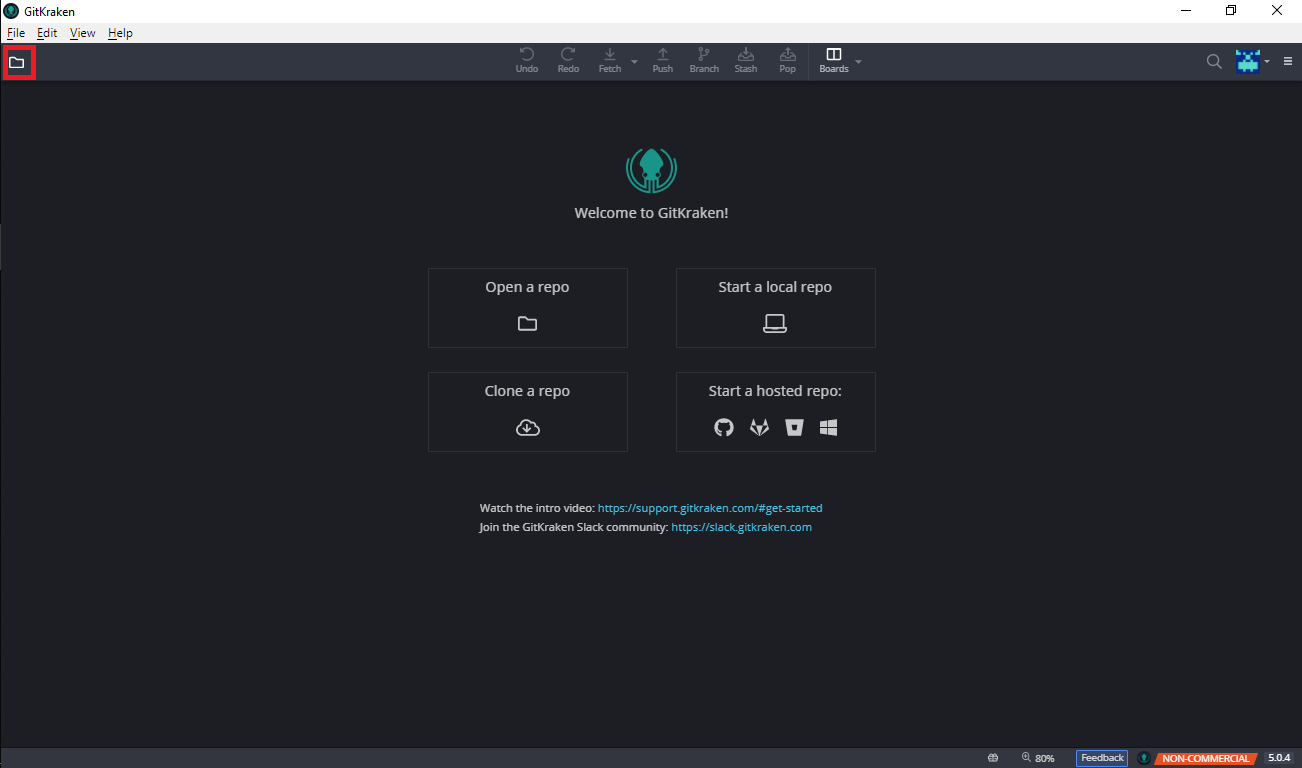 GitKraken
File Edit View Help
Undo Redo Fetch Push Branch Stash Pop Boards
Welcome to GitKraken!
Open a repo
Start a local repo
Clone a repo
Start a hosted repo:
Watch the intro video: https://support.gitkraken.com/#get-started
Join the GitKraken Slack community: https://slack.gitkraken.com
80% Feedback NON-COMMERCIAL 5.0.4